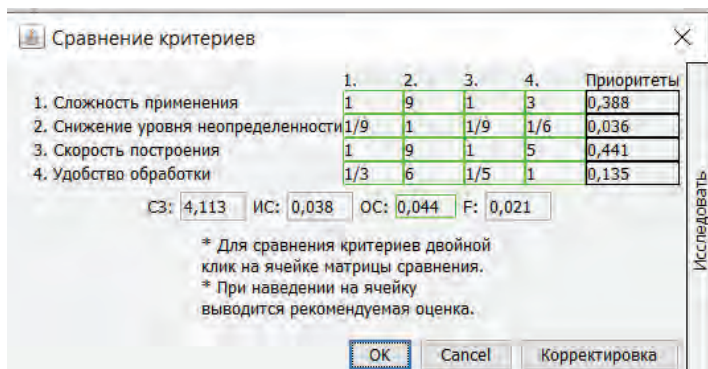 Сравнение критериев
1. 2. 3. 4. Приоритеты
1. Сложность применения 1 9 1 3 0,388
2. Снижение уровня неопределенности 1/9 1 1/9 1/6 0,036
3. Скорость построения 1 9 1 5 0,441
4. Удобство обработки 1/3 6 1/5 1 0,135
СЗ: 4,113 ИС: 0,038 ОС: 0,044 F: 0,021
* Для сравнения критериев двойной
клик на ячейке матрицы сравнения.
* При наведении на ячейку
выводится рекомендуемая оценка.
OK Cancel Корректировка
Исследовать